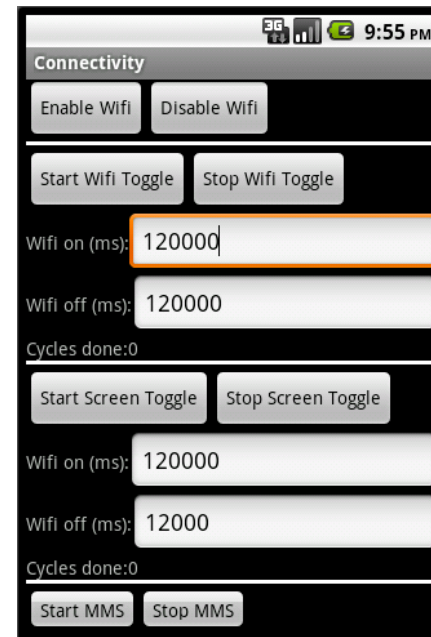 3G 9:55 PM
Connectivity
Enable Wifi Disable Wifi
Start Wifi Toggle Stop Wifi Toggle
Wifi on (ms): 120000
Wifi off (ms): 120000
Cycles done:0
Start Screen Toggle Stop Screen Toggle
Wifi on (ms): 120000
Wifi off (ms): 12000
Cycles done:0
Start MMS Stop MMS